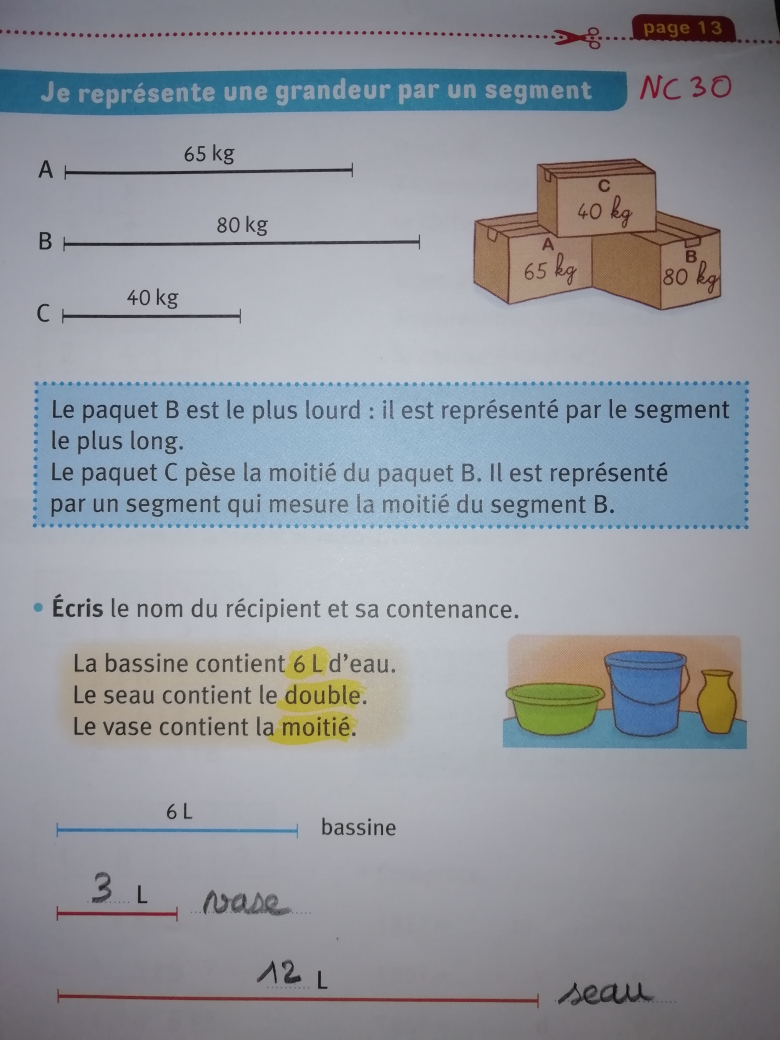 page 13
Je représente une grandeur par un segment NC 30
65 kg
A
80 kg
B
40 kg
C
C
40 kg
A
65 kg
B
80 kg
Le paquet B est le plus lourd : il est représenté par le segment
le plus long.
Le paquet C pèse la moitié du paquet B. Il est représenté
par un segment qui mesure la moitié du segment B.
• Écris le nom du récipient et sa contenance.
La bassine contient 6 L d'eau.
Le seau contient le double.
Le vase contient la moitié.
6 L
bassine
3 L
vase
12 L
seau